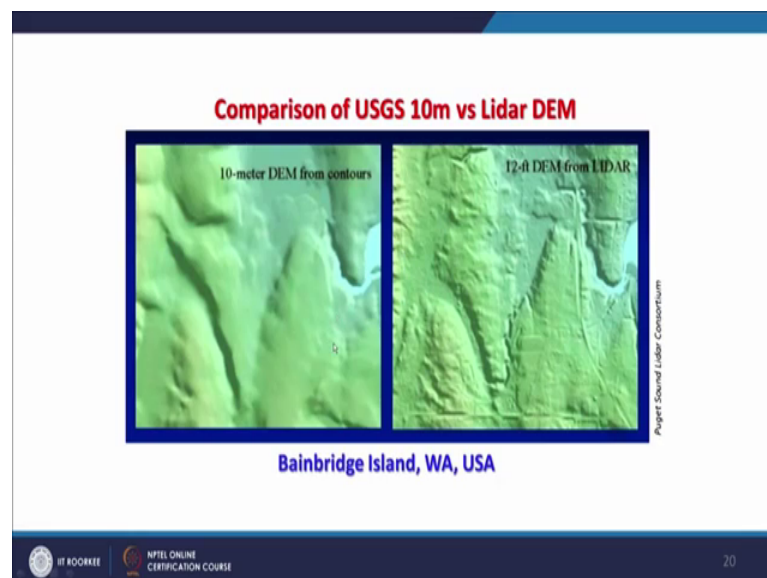 Comparison of USGS 10m vs Lidar DEM
10-meter DEM from contours
12-ft DEM from LIDAR
Puget Sound Lidar Consortium
Bainbridge Island, WA, USA
IIT ROORKEE
NPTEL ONLINE
CERTIFICATION COURSE
20